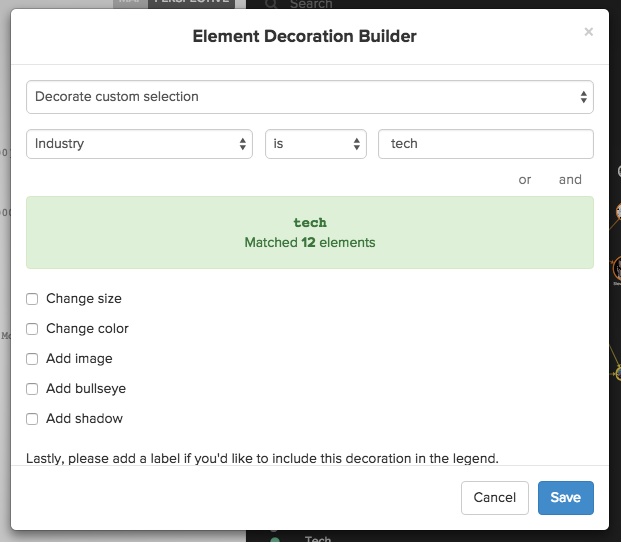 MAP PERSPECTIVE
Search
Element Decoration Builder
×
Decorate custom selection
Industry is tech
or and
tech
Matched 12 elements
Change size
Change color
Add image
Add bullseye
Add shadow
Lastly, please add a label if you'd like to include this decoration in the legend.
Cancel Save
Tech